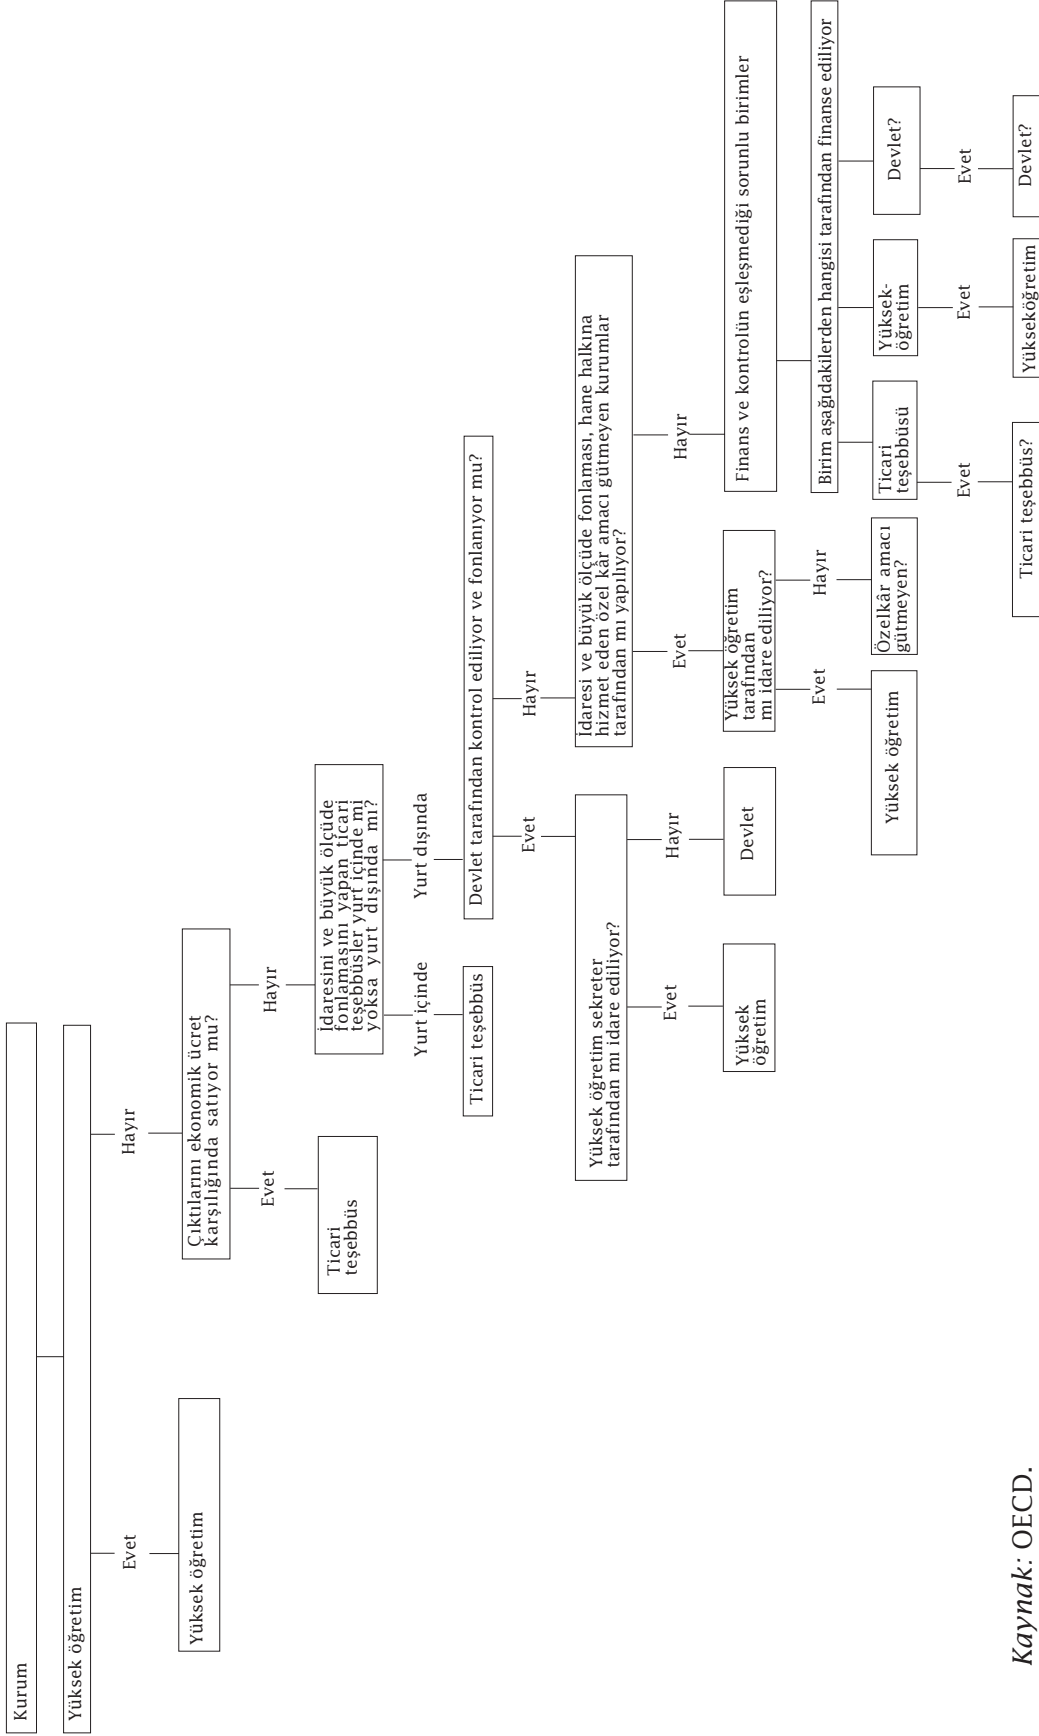 Kurum
Yüksek öğretim
Evet
Hayır
Yüksek öğretim
Çıktılarını ekonomik ücret
karşılığında satıyor mu?
Evet
Hayır
Ticari
teşebbüs
İdaresini ve büyük ölçüde
fonlamasını yapan ticari
teşebbüsler yurt içinde mi
yoksa yurt dışında mı?
Yurt içinde
Yurt dışında
Ticari teşebbüs
Devlet tarafından kontrol ediliyor ve fonlanıyor mu?
Evet
Hayır
Yüksek öğretim sekreter
tarafından mı idare ediliyor?
İdaresi ve büyük ölçüde fonlaması, hane halkına
hizmet eden özel kâr amacı gütmeyen kurumlar
tarafından mı yapılıyor?
Evet
Hayır
Evet
Hayır
Yüksek
öğretim
Devlet
Yüksek öğretim
tarafından
mı idare ediliyor?
Finans ve kontrolün eşleşmediği sorunlu birimler
Evet
Hayır
Birim aşağıdakilerden hangisi tarafından finanse ediliyor
Yüksek öğretim
Özelkâr amacı
gütmeyen?
Ticari
teşebbüsü
Yüksek-
öğretim
Devlet?
Evet
Evet
Evet
Ticari teşebbüs?
Yükseköğretim
Devlet?
Kaynak: OECD.